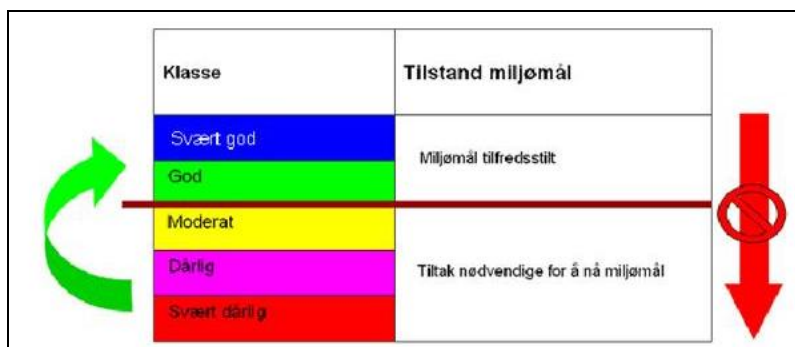 Klasse
Tilstand miljømål
Svært god
Miljømål tilfredsstilt
God
Moderat
Dårlig
Tiltak nødvendige for å nå miljømål
Svært dårlig